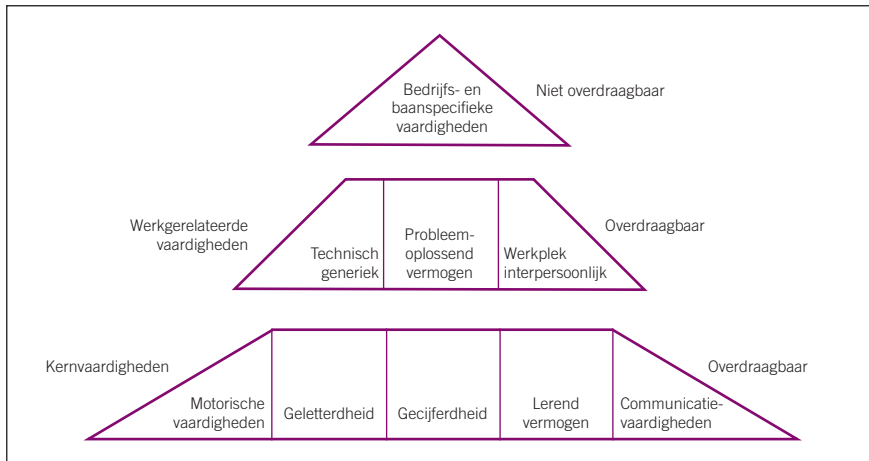 Bedrijfs- en
baanspecifieke
vaardigheden
Niet overdraagbaar
Werkgerelateerde
vaardigheden
Technisch
generiek
Probleem-
oplossend
vermogen
Werkplek
interpersoonlijk
Overdraagbaar
Kernvaardigheden
Motorische
vaardigheden
Geletterdheid
Gecijferdheid
Lerend
vermogen
Communicatie-
vaardigheden
Overdraagbaar